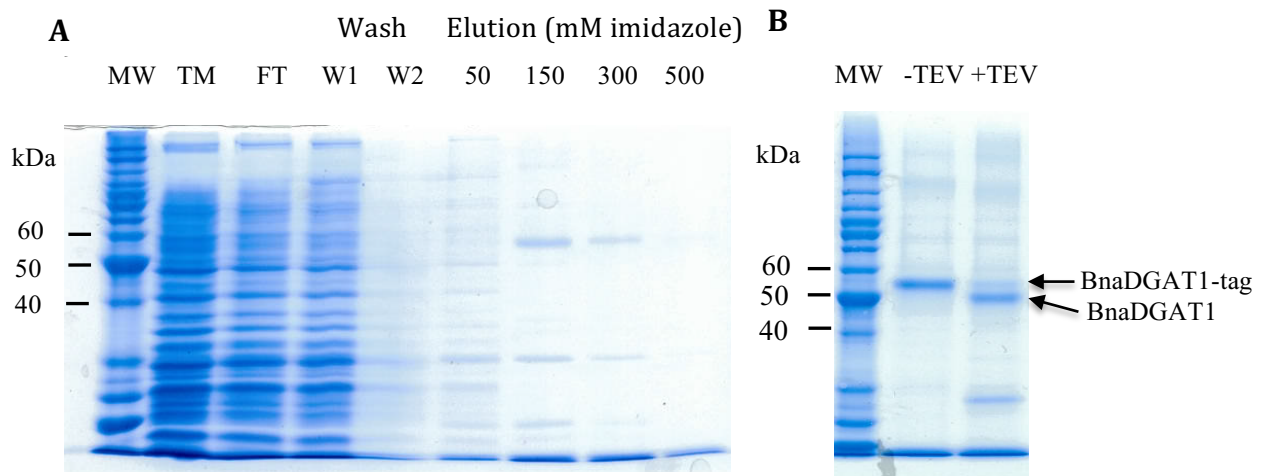 A
Wash Elution (mM imidazole)
MW TM FT W1 W2 50 150 300 500
kDa
60
50
40
B
MW -TEV +TEV
kDa
60
50
40
BnaDGAT1-tag
BnaDGAT1